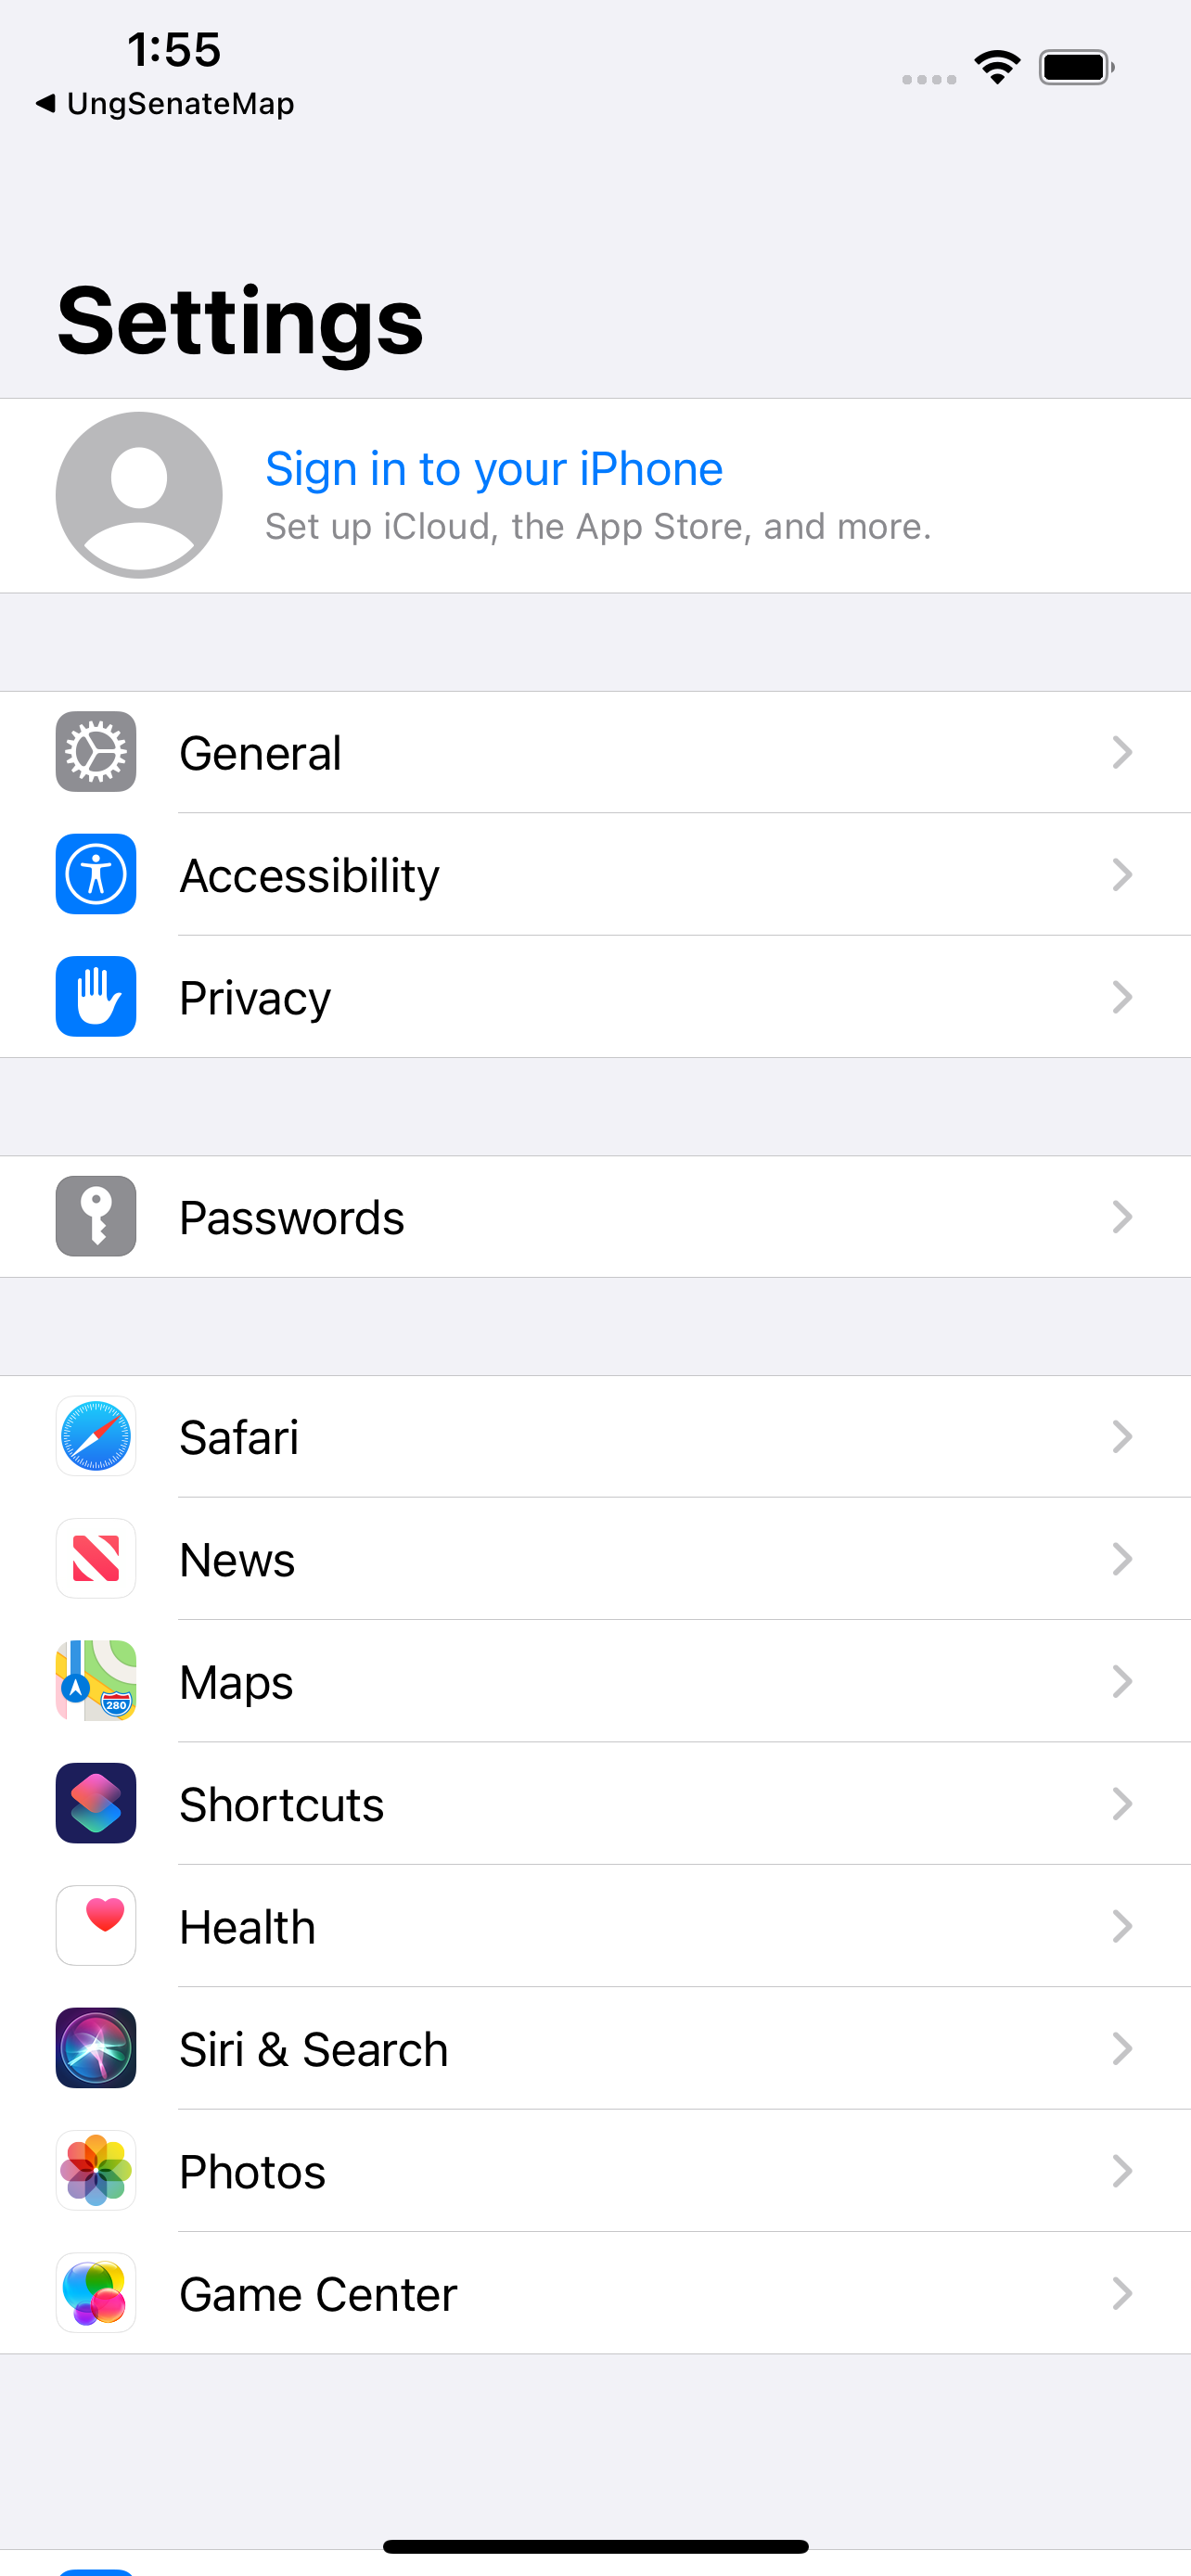 1:55
◀ UngSenateMap
Settings
Sign in to your iPhone
Set up iCloud, the App Store, and more.
General
Accessibility
Privacy
Passwords
Safari
News
Maps
280
Shortcuts
Health
Siri & Search
Photos
Game Center